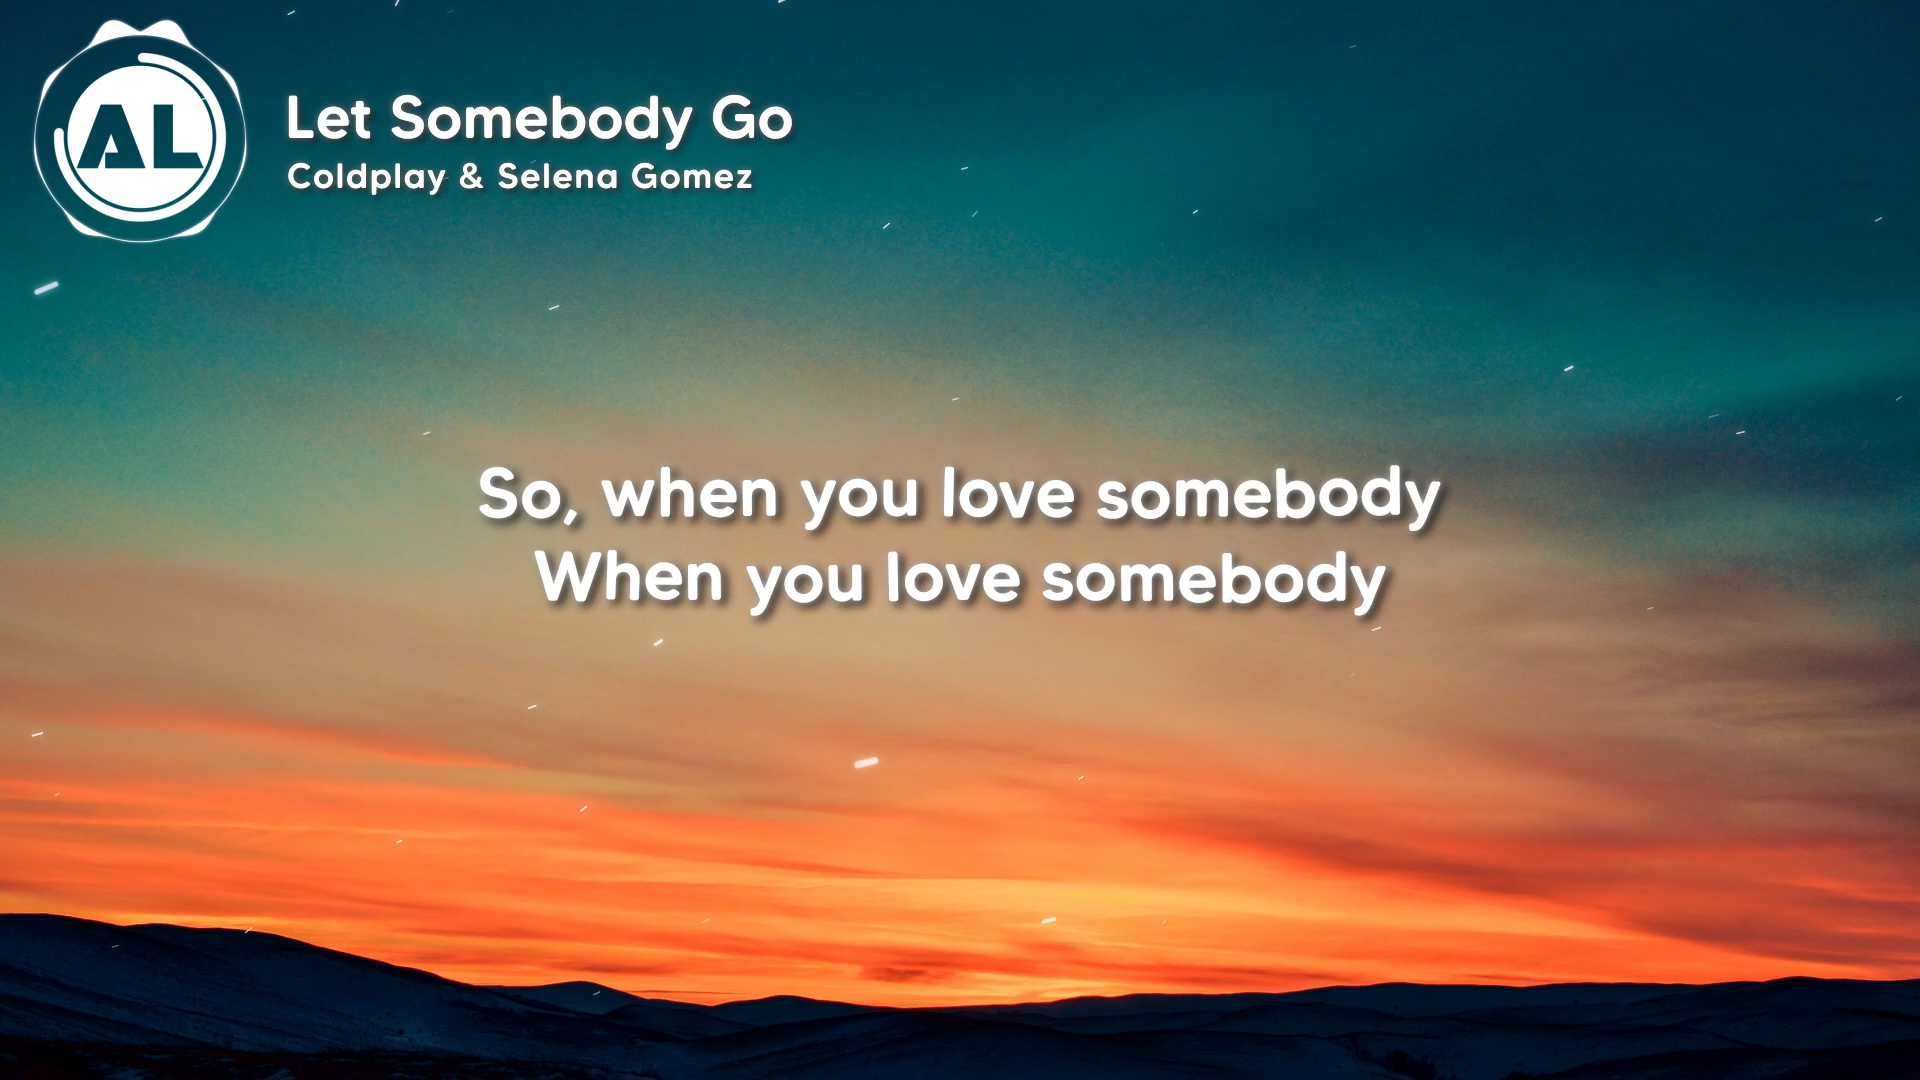 AL
Let Somebody Go
Coldplay & Selena Gomez
So, when you love somebody
When you love somebody